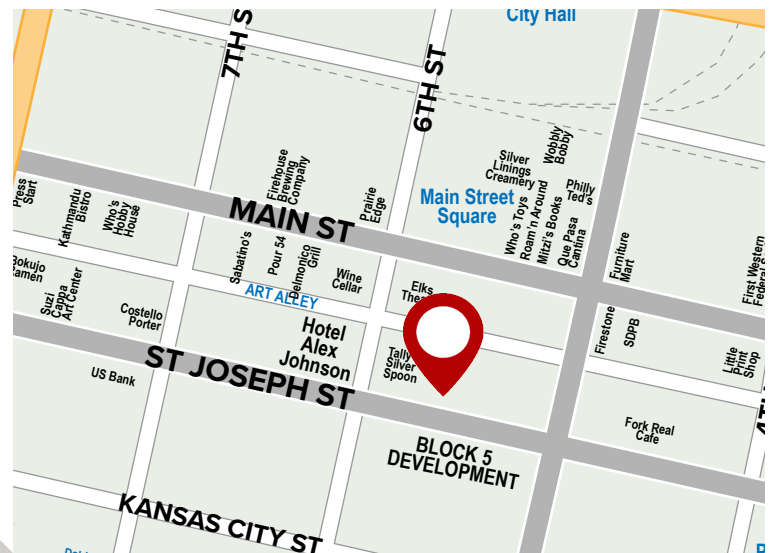 City Hall
7TH S
6TH ST
Wobbly
Bobby
Silver
Linings
Creamery
Philly
Ted's
Firehouse
Brewing
Company
Press
Start
Kathmandu
Bistro
Who's
Hobby
House
Prairie
Edge
Main Street
Square
Who's Toys
Roam'n Around
Mitzi's Books
Que Pasa
Cantina
MAIN ST
Sabatino's
Pour 54
Delmonico
Grill
Wine
Cellar
Elks
Furniture
Mart
First Western
Bokujo
Ramen
Suzi
Cappa
Art Center
ART ALLEY
Costello
Porter
Hotel
Alex
Johnson
Tally
Silver
Spoon
Firestone
SDPB
Little
Print
Shop
ST JOSEPH ST
US Bank
Fork Real
Cafe
BLOCK 5
DEVELOPMENT
KANSAS CITY ST